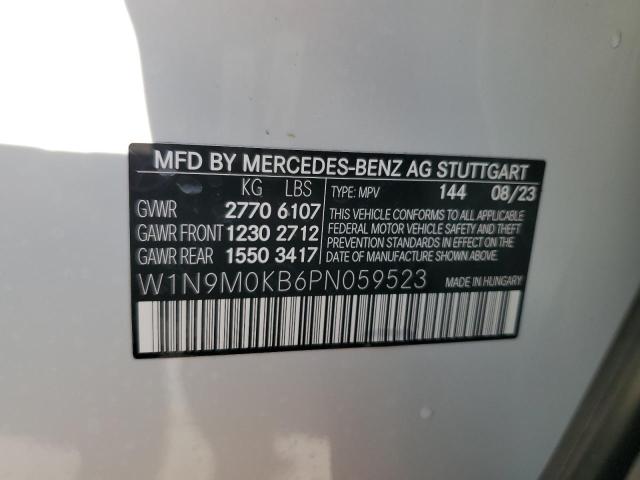 MFD BY MERCEDES-BENZ AG STUTTGART
KG LBS
GVWR 2770 6107
GAWR FRONT 1230 2712
GAWR REAR 1550 3417
TYPE: MPV 144 08/23
THIS VEHICLE CONFORMS TO ALL APPLICABLE
FEDERAL MOTOR VEHICLE SAFETY AND THEFT
PREVENTION STANDARDS IN EFFECT ON THE
DATE OF MANUFACTURE SHOWN ABOVE.
W1N9M0KB6PN059523 MADE IN HUNGARY